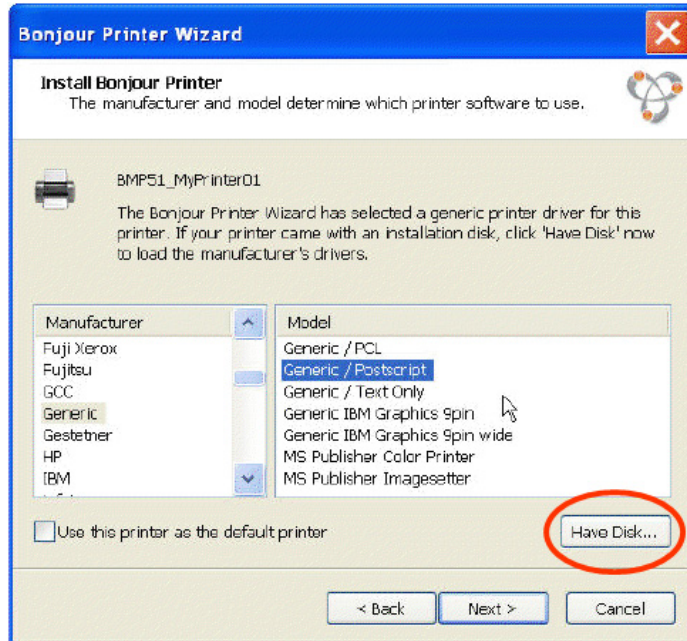 Bonjour Printer Wizard
Install Bonjour Printer
The manufacturer and model determine which printer software to use.
BMP51_MyPrinter01
The Bonjour Printer Wizard has selected a generic printer driver for this
printer. If your printer came with an installation disk, click 'Have Disk' now
to load the manufacturer's drivers.
Manufacturer
Fuji Xerox
Fujitsu
GCC
Generic
Gestetner
HP
IBM
Model
Generic / PCL
Generic / Postscript
Generic / Text Only
Generic IBM Graphics 9pin
Generic IBM Graphics 9pin wide
MS Publisher Color Printer
MS Publisher Imagesetter
Use this printer as the default printer
Have Disk...
< Back
Next >
Cancel